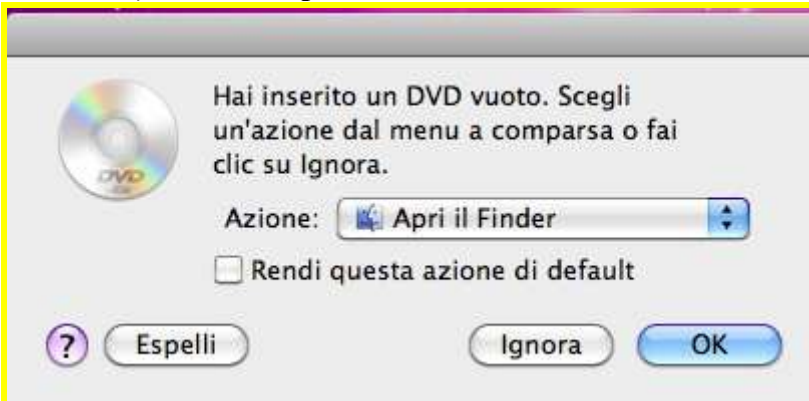 Hai inserito un DVD vuoto. Scegli
un'azione dal menu a comparsa o fai
clic su Ignora.
DVD
Azione: Apri il Finder
Rendi questa azione di default
? Espelli Ignora OK